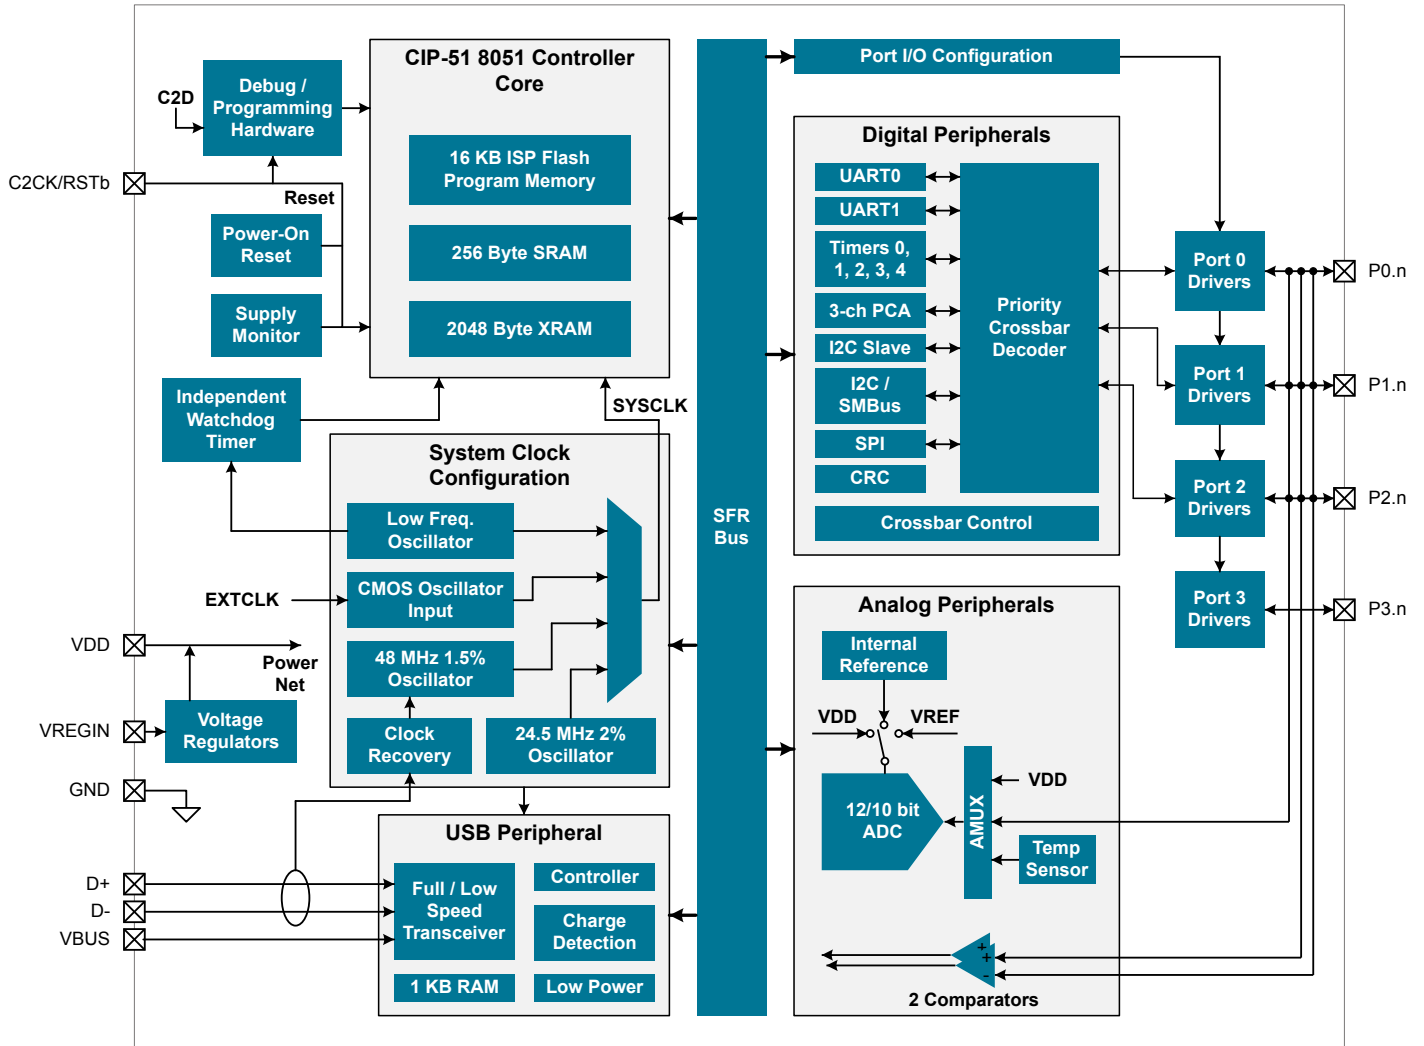 CIP-51 8051 Controller
Core
16 KB ISP Flash
Program Memory
256 Byte SRAM
2048 Byte XRAM
C2D
Debug /
Programming
Hardware
C2CK/RSTb
Reset
Power-On
Reset
Supply
Monitor
Independent
Watchdog
Timer
SYSCLK
System Clock
Configuration
Low Freq.
Oscillator
EXTCLK
CMOS Oscillator
Input
48 MHz 1.5%
Oscillator
Clock
Recovery
24.5 MHz 2%
Oscillator
VDD
Power
Net
VREGIN
Voltage
Regulators
GND
USB Peripheral
D+
D-
VBUS
Full / Low
Speed
Transceiver
1 KB RAM
Controller
Charge
Detection
Low Power
SFR
Bus
Port I/O Configuration
Digital Peripherals
UART0
UART1
Timers 0,
1, 2, 3, 4
3-ch PCA
I2C Slave
I2C /
SMBus
SPI
CRC
Priority
Crossbar
Decoder
Crossbar Control
Port 0
Drivers
P0.n
Port 1
Drivers
P1.n
Port 2
Drivers
P2.n
Port 3
Drivers
P3.n
Analog Peripherals
Internal
Reference
VDD
VREF
12/10 bit
ADC
AMUX
VDD
Temp
Sensor
+
+
-
2 Comparators